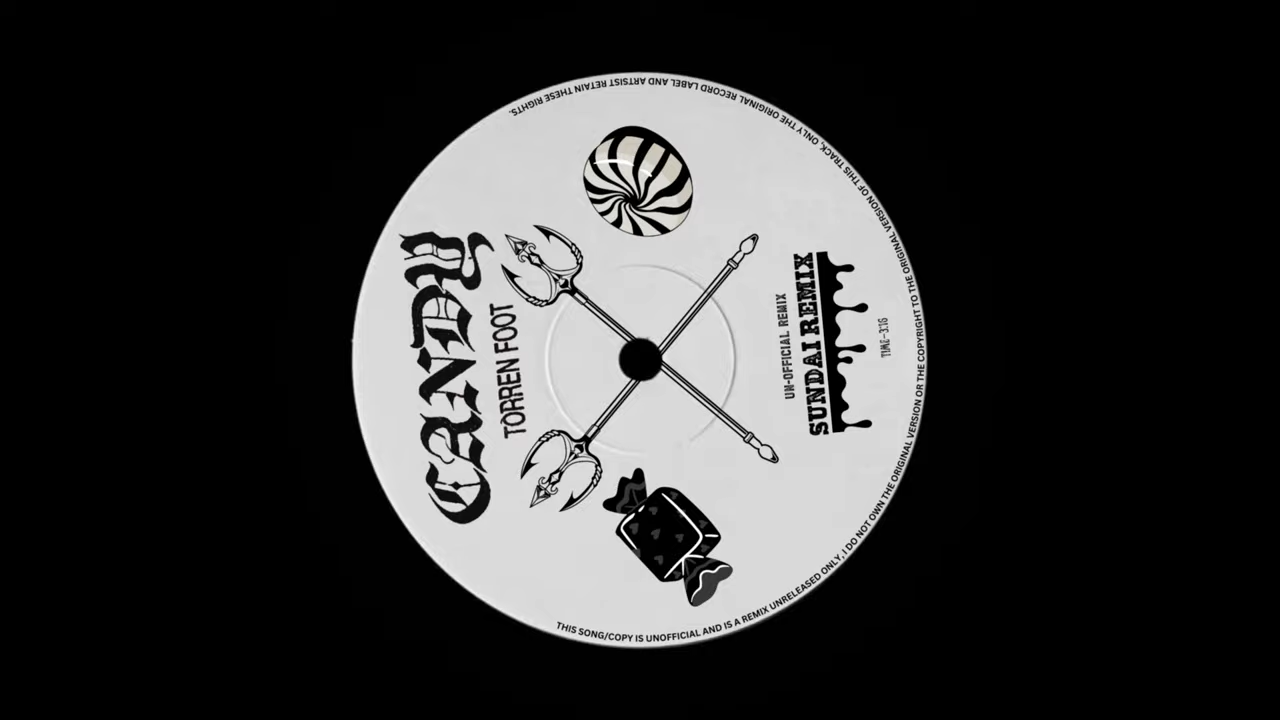 CANDY
TORREN FOOT
UN-OFFICIAL REMIX
SUNDAI REMIX
TIME-3:16
THIS SONG/COPY IS UNOFFICIAL AND IS A REMIX UNRELEASED ONLY, I DO NOT OWN THE ORIGINAL VERSION OR THE COPYRIGHT TO THE ORIGINAL VERSION OF THIS TRACK, ONLY THE ORIGINAL RECORD LABEL AND ARTSIST RETAIN THESE RIGHTS.